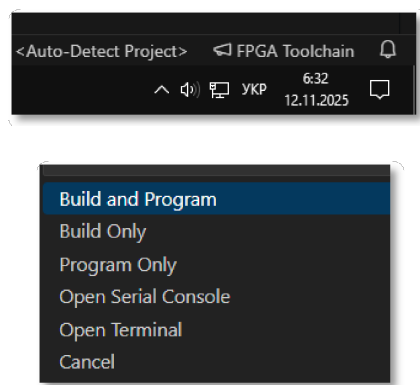 <Auto-Detect Project> FPGA Toolchain
УКР 6:32
12.11.2025
Build and Program
Build Only
Program Only
Open Serial Console
Open Terminal
Cancel